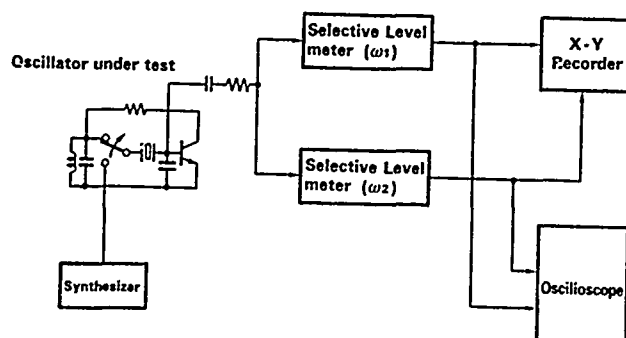 Selective Level
meter (ω1)
X-Y
Recorder
Oscillator under test
Selective Level
meter (ω2)
Synthesizer
Oscilioscope